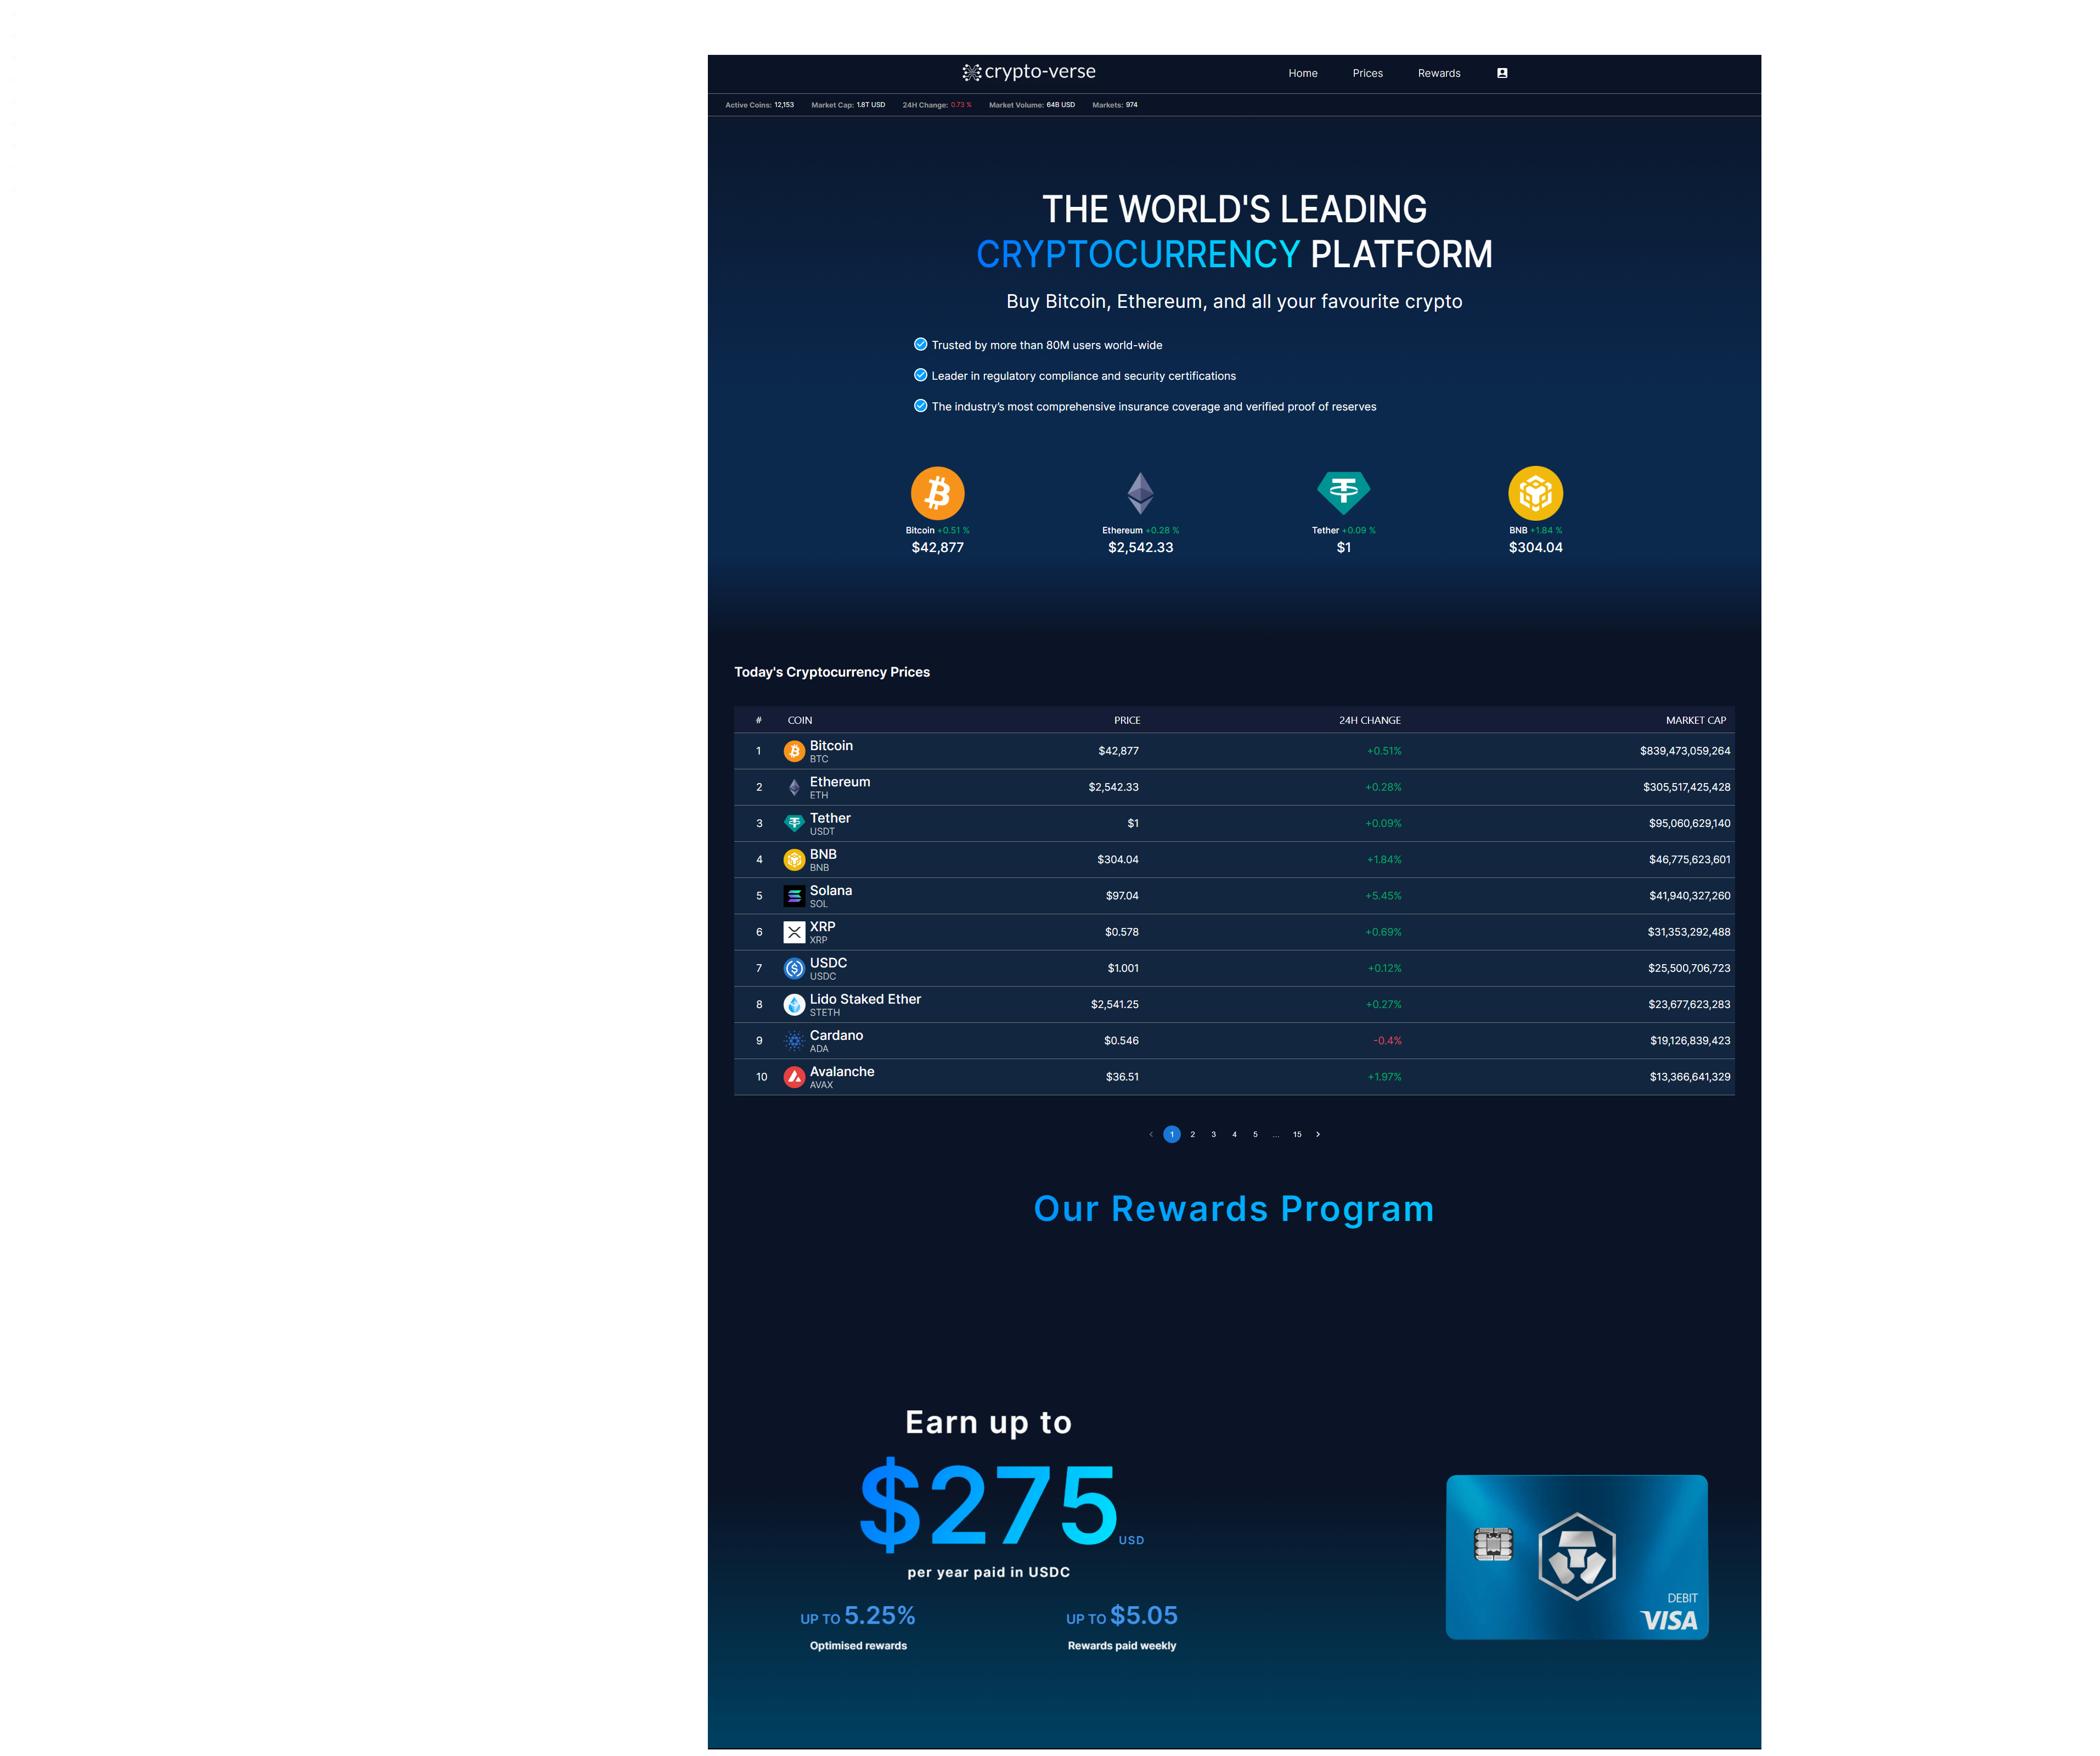 crypto-verse Home Prices Rewards
Active Coins: 12,153 Market Cap: 1.8T USD 24H Change: 0.73 % Market Volume: 64B USD Markets: 974
THE WORLD'S LEADING
CRYPTOCURRENCY PLATFORM
Buy Bitcoin, Ethereum, and all your favourite crypto
Trusted by more than 80M users world-wide
Leader in regulatory compliance and security certifications
The industry's most comprehensive insurance coverage and verified proof of reserves
Bitcoin +0.51 % Ethereum +0.28 % Tether +0.09 % BNB +1.84 %
$42,877 $2,542.33 $1 $304.04
Today's Cryptocurrency Prices
# COIN PRICE 24H CHANGE MARKET CAP
1 Bitcoin $42,877 +0.51% $839,473,059,264
BTC
2 Ethereum $2,542.33 +0.28% $305,517,425,428
ETH
3 Tether $1 +0.09% $95,060,629,140
USDT
4 BNB $304.04 +1.84% $46,775,623,601
BNB
5 Solana $97.04 +5.45% $41,940,327,260
SOL
6 XRP $0.578 +0.69% $31,353,292,488
XRP
7 USDC $1.001 +0.12% $25,500,706,723
USDC
8 Lido Staked Ether $2,541.25 +0.27% $23,677,623,283
STETH
9 Cardano $0.546 -0.4% $19,126,839,423
ADA
10 Avalanche $36.51 +1.97% $13,366,641,329
AVAX
1 2 3 4 5 ... 15
Our Rewards Program
Earn up to
$275 USD
per year paid in USDC
UP TO 5.25% UP TO $5.05
Optimised rewards Rewards paid weekly
DEBIT
VISA